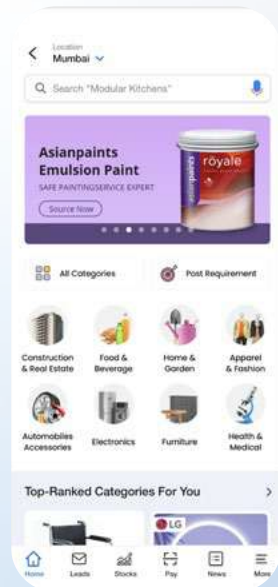 Location
Mumbai
Search "Modular Kitchens"
Asianpaints
Emulsion Paint
SAFE PAINTINGSERVICE EXPERT
Source Now
asianpaints
röyale
All Categories
Post Requirement
Construction
& Real Estate
Food &
Beverage
Home &
Garden
Apparel
& Fashion
Automobiles
Accessories
Electronics
Furniture
Health &
Medical
Top-Ranked Categories For You
LG
Home
Leads
Stocks
Pay
News
More